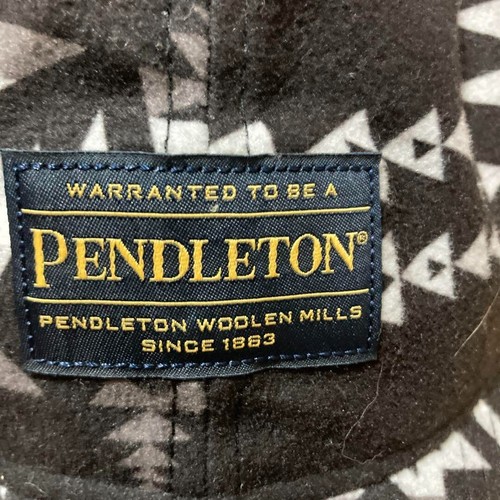 WARRANTED TO BE A
PENDLETON®
PENDLETON WOOLEN MILLS
SINCE 1863